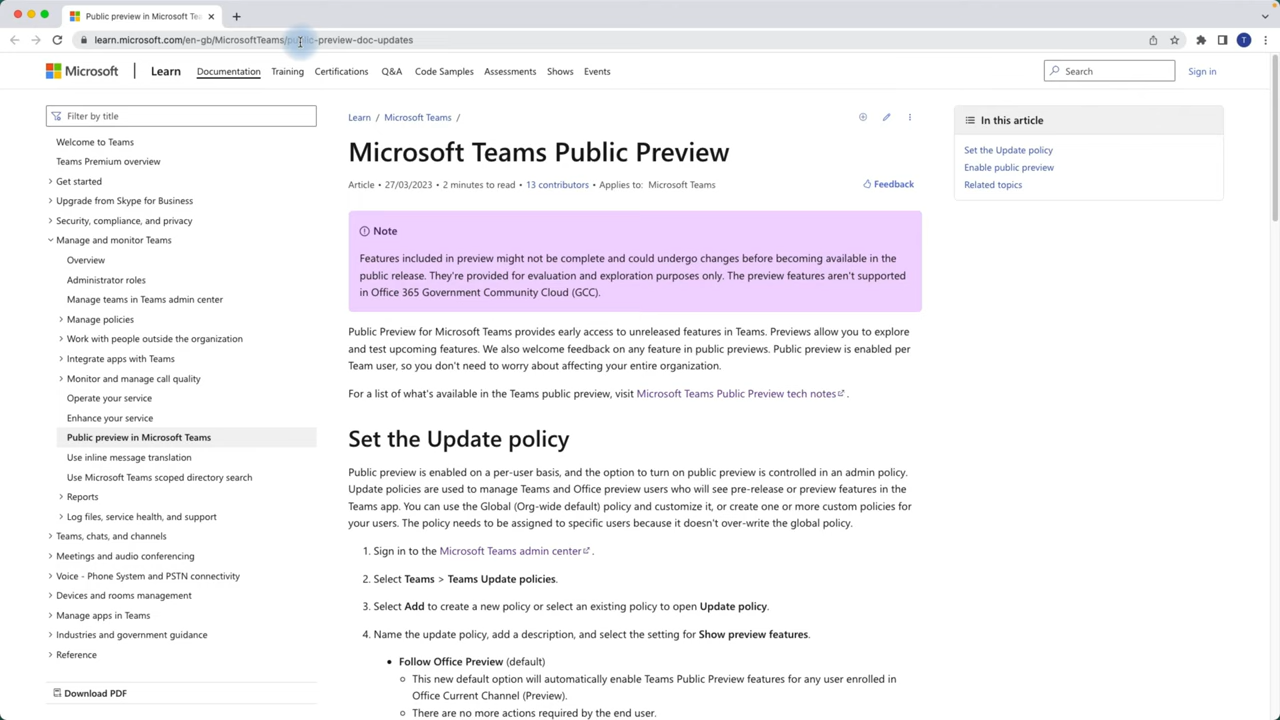 Public preview in Microsoft Tea
learn.microsoft.com/en-gb/MicrosoftTeams/public-preview-doc-updates
T
Microsoft
Learn
Documentation
Training
Certifications
Q&A
Code Samples
Assessments
Shows
Events
Search
Sign in
Filter by title
Welcome to Teams
Teams Premium overview
Get started
Upgrade from Skype for Business
Security, compliance, and privacy
Manage and monitor Teams
Overview
Administrator roles
Manage teams in Teams admin center
Manage policies
Work with people outside the organization
Integrate apps with Teams
Monitor and manage call quality
Operate your service
Enhance your service
Public preview in Microsoft Teams
Use inline message translation
Use Microsoft Teams scoped directory search
Reports
Log files, service health, and support
Teams, chats, and channels
Meetings and audio conferencing
Voice - Phone System and PSTN connectivity
Devices and rooms management
Manage apps in Teams
Industries and government guidance
Reference
Download PDF
Learn / Microsoft Teams /
Microsoft Teams Public Preview
Article • 27/03/2023 • 2 minutes to read • 13 contributors • Applies to: Microsoft Teams
Feedback
Note
Features included in preview might not be complete and could undergo changes before becoming available in the
public release. They're provided for evaluation and exploration purposes only. The preview features aren't supported
in Office 365 Government Community Cloud (GCC).
Public Preview for Microsoft Teams provides early access to unreleased features in Teams. Previews allow you to explore
and test upcoming features. We also welcome feedback on any feature in public previews. Public preview is enabled per
Team user, so you don't need to worry about affecting your entire organization.
For a list of what's available in the Teams public preview, visit Microsoft Teams Public Preview tech notes .
Set the Update policy
Public preview is enabled on a per-user basis, and the option to turn on public preview is controlled in an admin policy.
Update policies are used to manage Teams and Office preview users who will see pre-release or preview features in the
Teams app. You can use the Global (Org-wide default) policy and customize it, or create one or more custom policies for
your users. The policy needs to be assigned to specific users because it doesn't over-write the global policy.
1. Sign in to the Microsoft Teams admin center .
2. Select Teams > Teams Update policies.
3. Select Add to create a new policy or select an existing policy to open Update policy.
4. Name the update policy, add a description, and select the setting for Show preview features.
• Follow Office Preview (default)
This new default option will automatically enable Teams Public Preview features for any user enrolled in
Office Current Channel (Preview).
There are no more actions required by the end user.
In this article
Set the Update policy
Enable public preview
Related topics